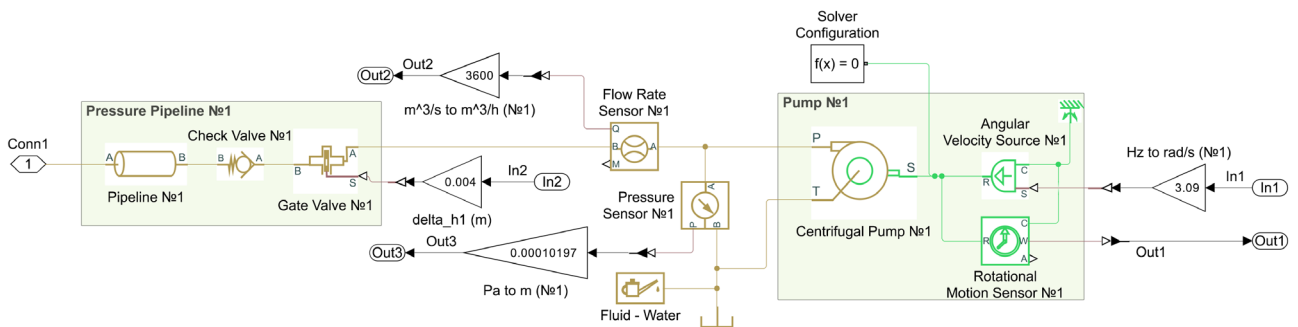 Solver
Configuration
f(x) = 0
Out2
Out2
3600
m^3/s to m^3/h (№1)
Flow Rate
Sensor №1
Q
B
A
M
Pressure Pipeline №1
Conn1
1
A
B
Pipeline №1
Check Valve №1
B
A
B
A
S
Gate Valve №1
0.004
In2
In2
delta_h1 (m)
Pressure
Sensor №1
A
P
B
Out3
Out3
0.00010197
Pa to m (№1)
Fluid - Water
Pump №1
P
T
S
Centrifugal Pump №1
Angular
Velocity Source №1
C
R
S
Hz to rad/s (№1)
3.09
In1
In1
C
R
W
A
Rotational
Motion Sensor №1
Out1
Out1